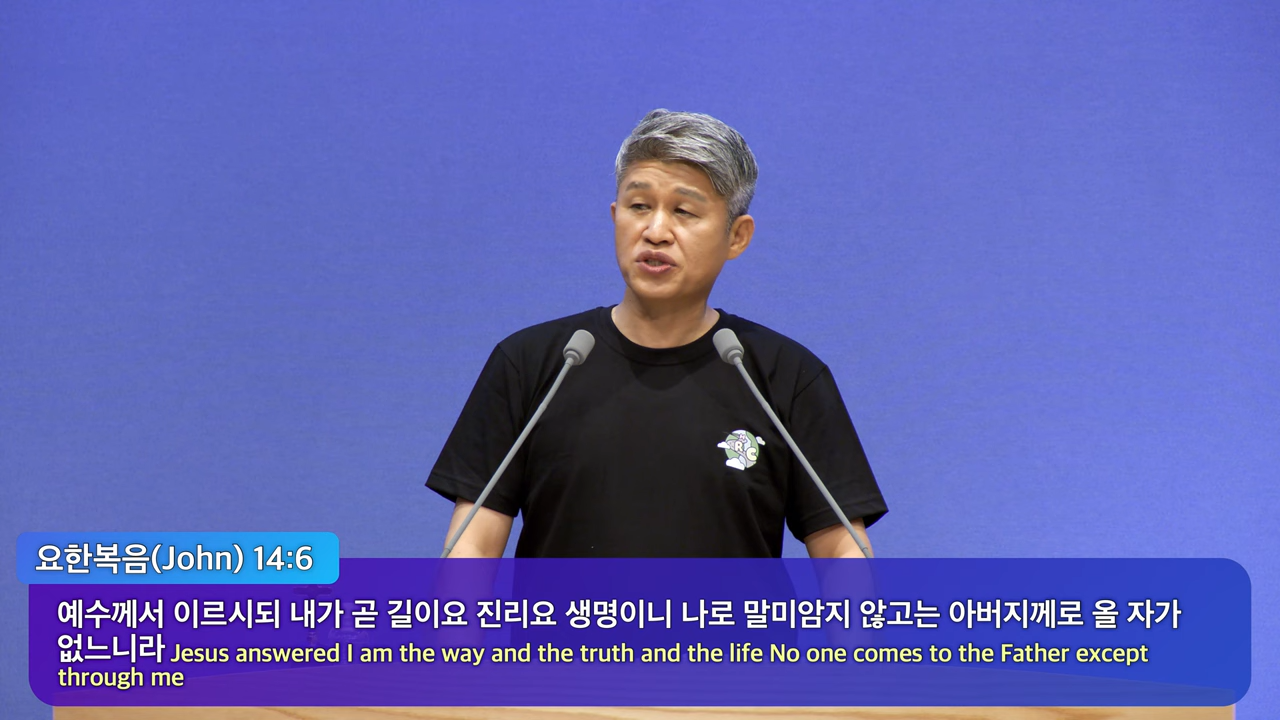 요한복음(John) 14:6
예수께서 이르시되 내가 곧 길이요 진리요 생명이니 나로 말미암지 않고는 아버지께로 올 자가
없느니라 Jesus answered I am the way and the truth and the life No one comes to the Father except
through me
RC